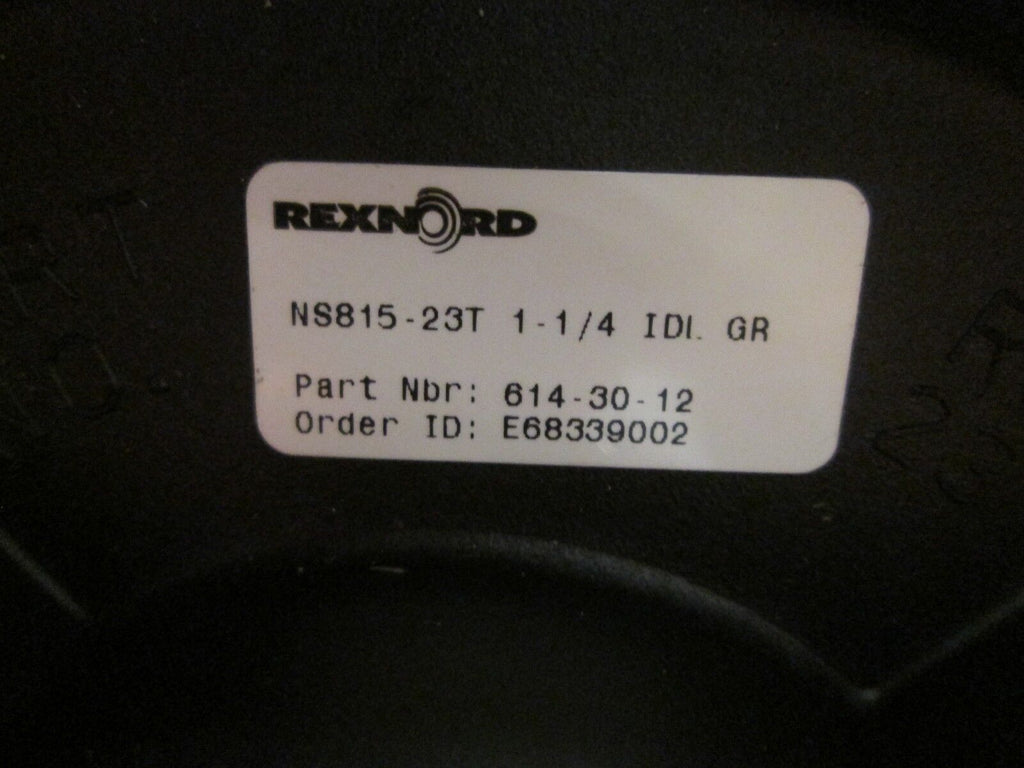 REXNORD
NS815-23T 1-1/4 IDL GR
Part Nbr: 614-30-12
Order ID: E68339002